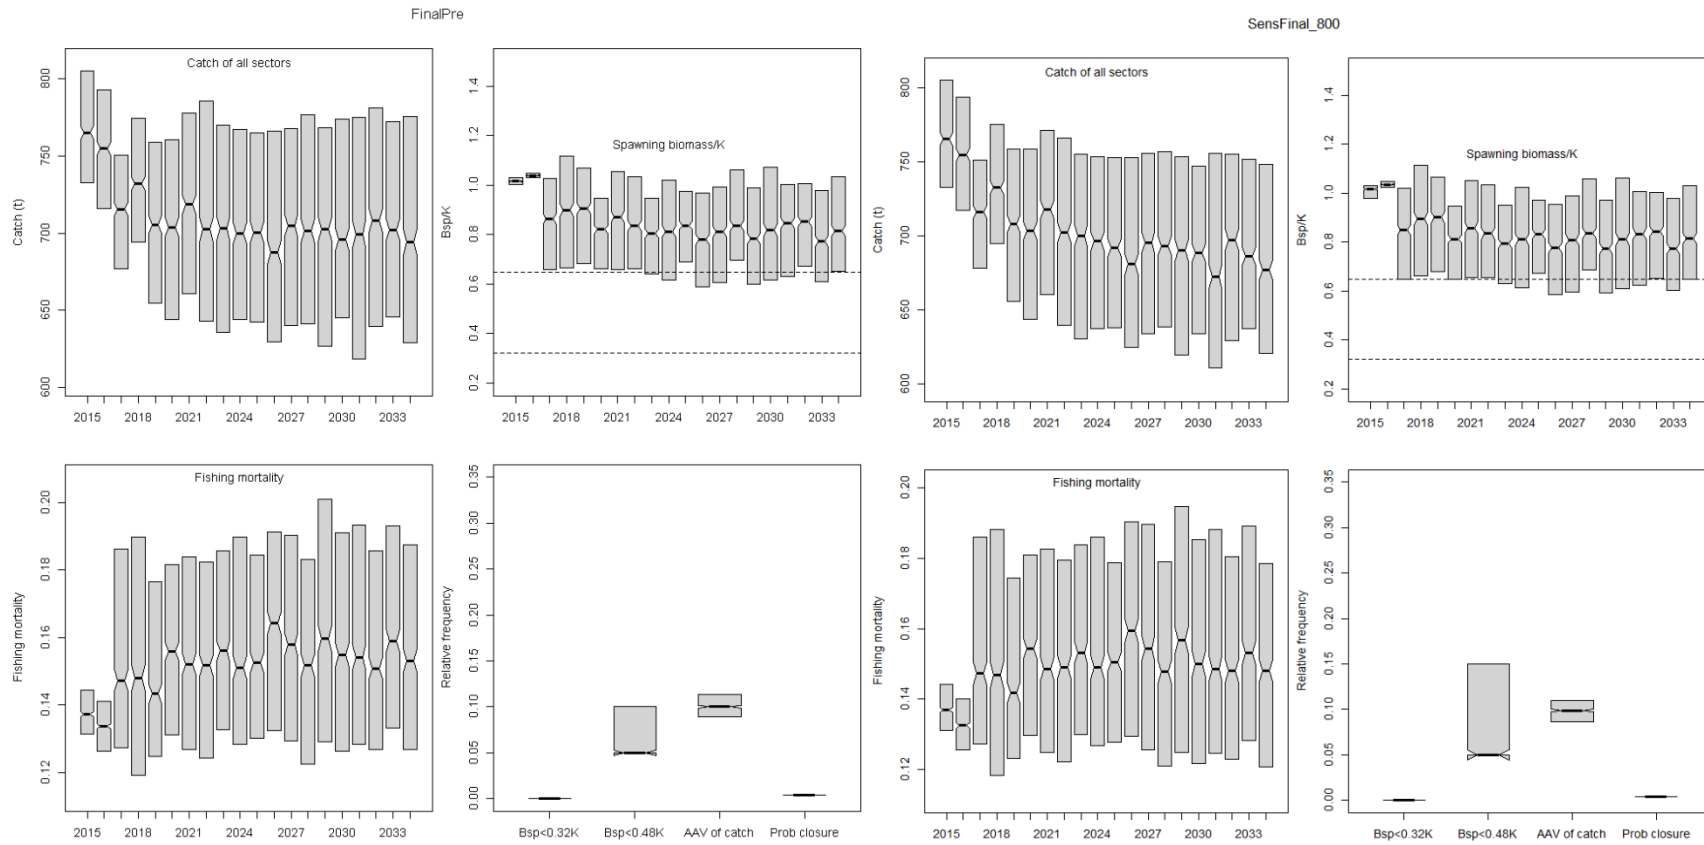 FinalPre
SensFinal_800
Catch of all sectors
Catch (t)
800
750
700
650
600
2015 2018 2021 2024 2027 2030 2033
Spawning biomass/K
Bsp/K
1.4
1.2
1.0
0.8
0.6
0.4
0.2
2015 2018 2021 2024 2027 2030 2033
Catch of all sectors
Catch (t)
800
750
700
650
600
2015 2018 2021 2024 2027 2030 2033
Spawning biomass/K
Bsp/K
1.4
1.2
1.0
0.8
0.6
0.4
0.2
2015 2018 2021 2024 2027 2030 2033
Fishing mortality
Fishing mortality
0.20
0.18
0.16
0.14
0.12
2015 2018 2021 2024 2027 2030 2033
Relative frequency
0.35
0.30
0.25
0.20
0.15
0.10
0.05
0.00
Bsp<0.32K Bsp<0.48K AAV of catch Prob closure
Fishing mortality
Fishing mortality
0.20
0.18
0.16
0.14
0.12
2015 2018 2021 2024 2027 2030 2033
Relative frequency
0.35
0.30
0.25
0.20
0.15
0.10
0.05
0.00
Bsp<0.32K Bsp<0.48K AAV of catch Prob closure